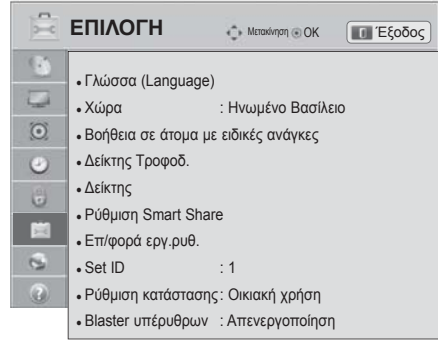 ΕΠΙΛΟΓΗ Μετακίνηση OK Έξοδος
• Γλώσσα (Language)
• Χώρα : Ηνωμένο Βασίλειο
• Βοήθεια σε άτομα με ειδικές ανάγκες
• Δείκτης Τροφοδ.
• Δείκτης
• Ρύθμιση Smart Share
• Επ/φορά εργ.ρυθ.
• Set ID : 1
• Ρύθμιση κατάστασης : Οικιακή χρήση
• Blaster υπέρυθρων : Απενεργοποίηση